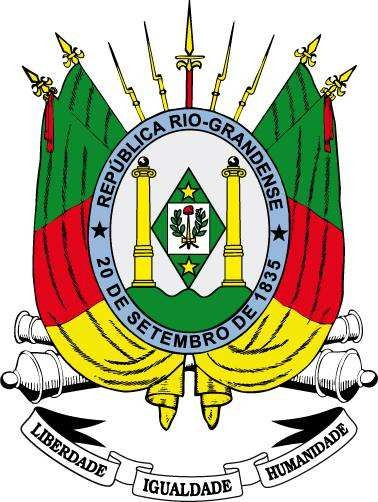 REPÚBLICA RIO-GRANDENSE
20 DE SETEMBRO DE 1835
LIBERDADE IGUALDADE HUMANIDADE